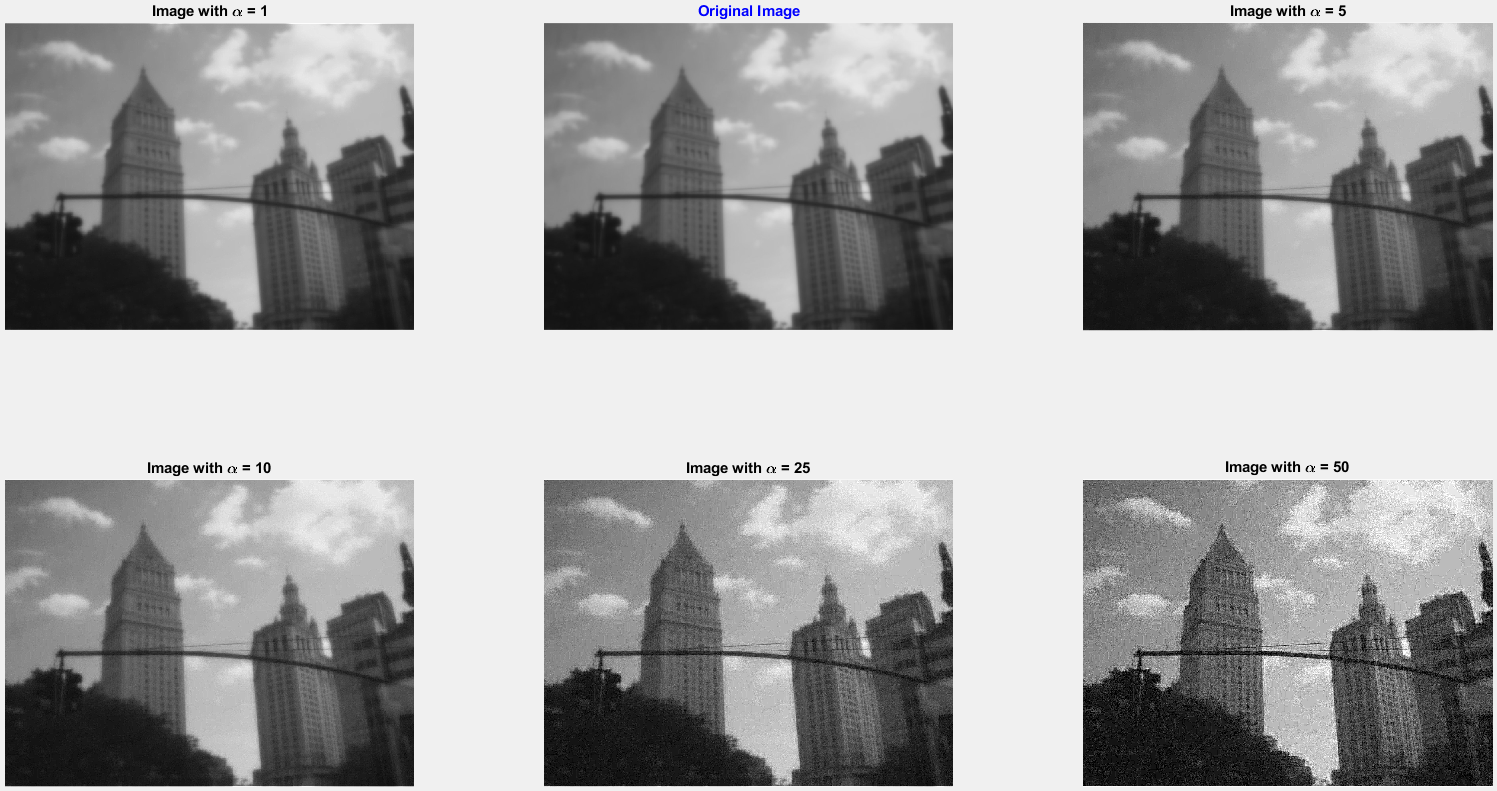 Image with α = 1
Original Image
Image with α = 5
Image with α = 10
Image with α = 25
Image with α = 50